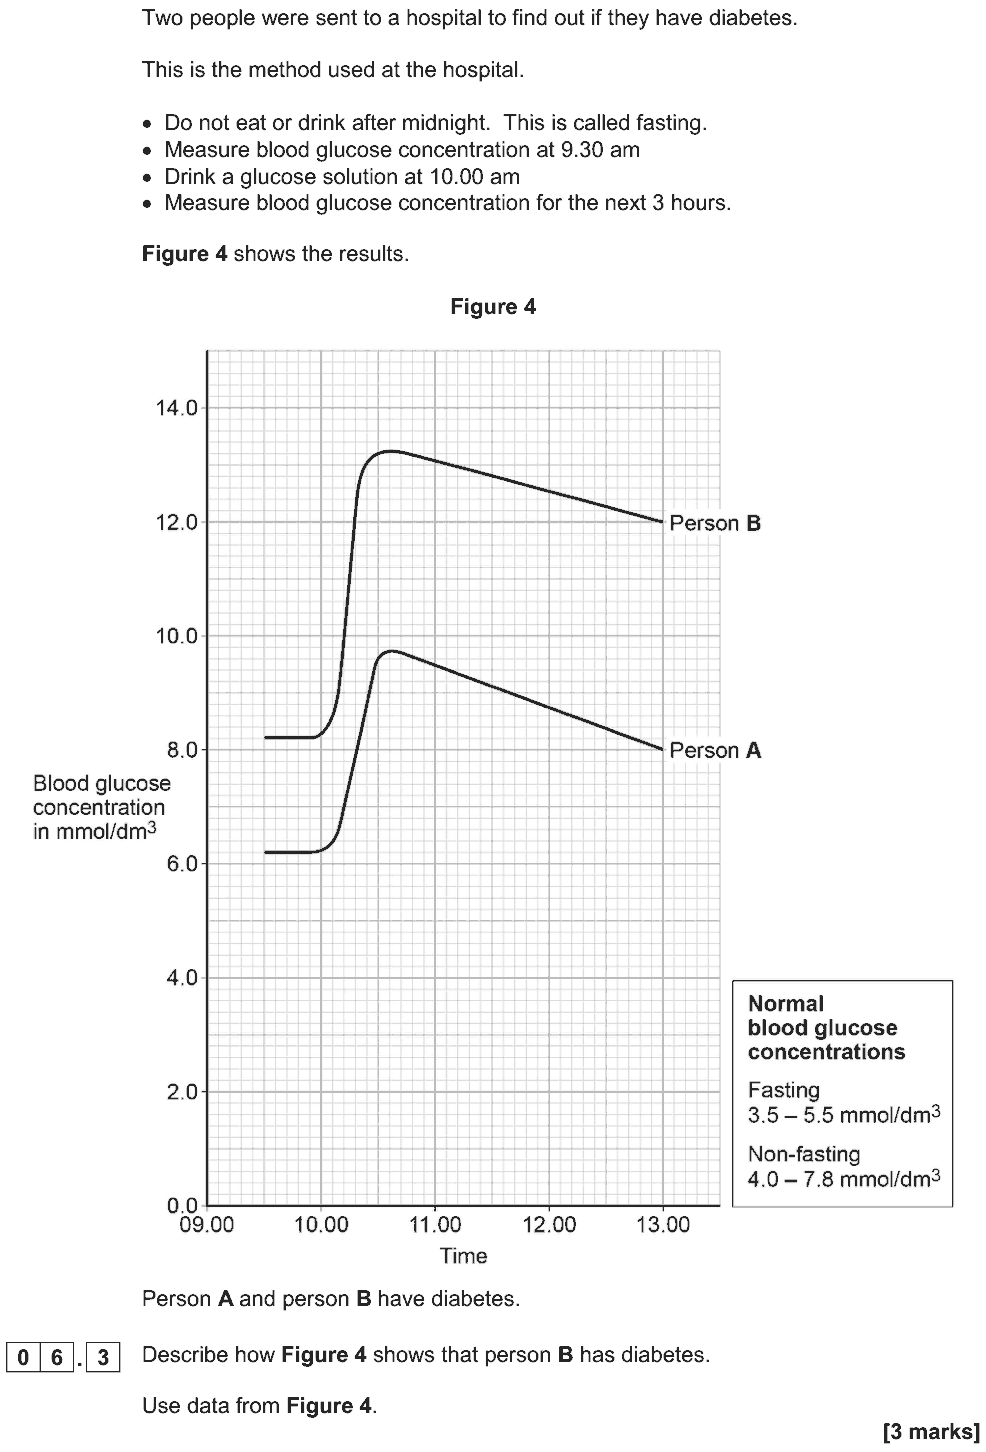 Two people were sent to a hospital to find out if they have diabetes.
This is the method used at the hospital.
• Do not eat or drink after midnight. This is called fasting.
• Measure blood glucose concentration at 9.30 am
• Drink a glucose solution at 10.00 am
• Measure blood glucose concentration for the next 3 hours.
Figure 4 shows the results.
Figure 4
14.0
12.0
10.0
8.0
6.0
4.0
2.0
0.0
Blood glucose
concentration
in mmol/dm³
Person B
Person A
Normal
blood glucose
concentrations
Fasting
3.5 – 5.5 mmol/dm³
Non-fasting
4.0 – 7.8 mmol/dm³
09.00 10.00 11.00 12.00 13.00
Time
Person A and person B have diabetes.
0 6 . 3 Describe how Figure 4 shows that person B has diabetes.
Use data from Figure 4.
[3 marks]